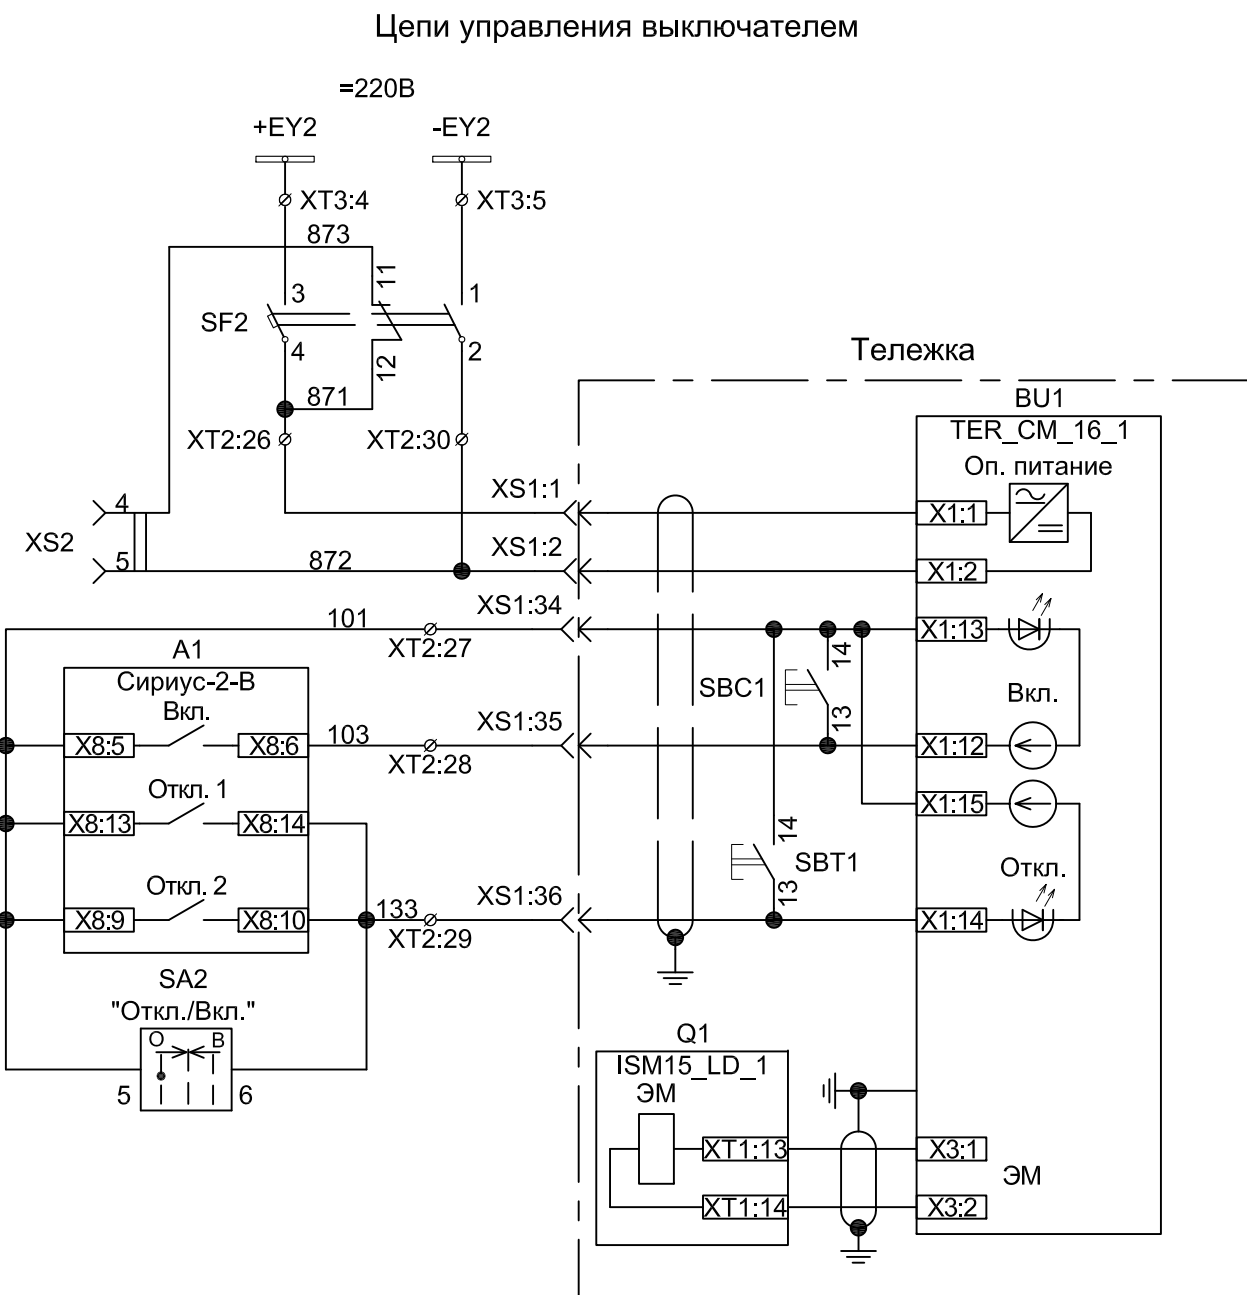 Цепи управления выключателем
=220В
+EY2
-EY2
XT3:4
XT3:5
873
11
3
1
SF2
4
2
12
871
Тележка
BU1
TER_CM_16_1
Оп. питание
XT2:26
XT2:30
XS1:1
4
X1:1
XS2
XS1:2
5
872
X1:2
XS1:34
101
XT2:27
X1:13
A1
14
Сириус-2-В
SBC1
Вкл.
Вкл.
13
XS1:35
X8:5
X8:6
103
XT2:28
X1:12
Откл. 1
X1:15
X8:13
X8:14
14
SBT1
Откл.
Откл. 2
13
XS1:36
X8:9
X8:10
133
XT2:29
X1:14
SA2
"Откл./Вкл."
О
В
5
6
Q1
ISM15_LD_1
ЭМ
XT1:13
X3:1
ЭМ
XT1:14
X3:2